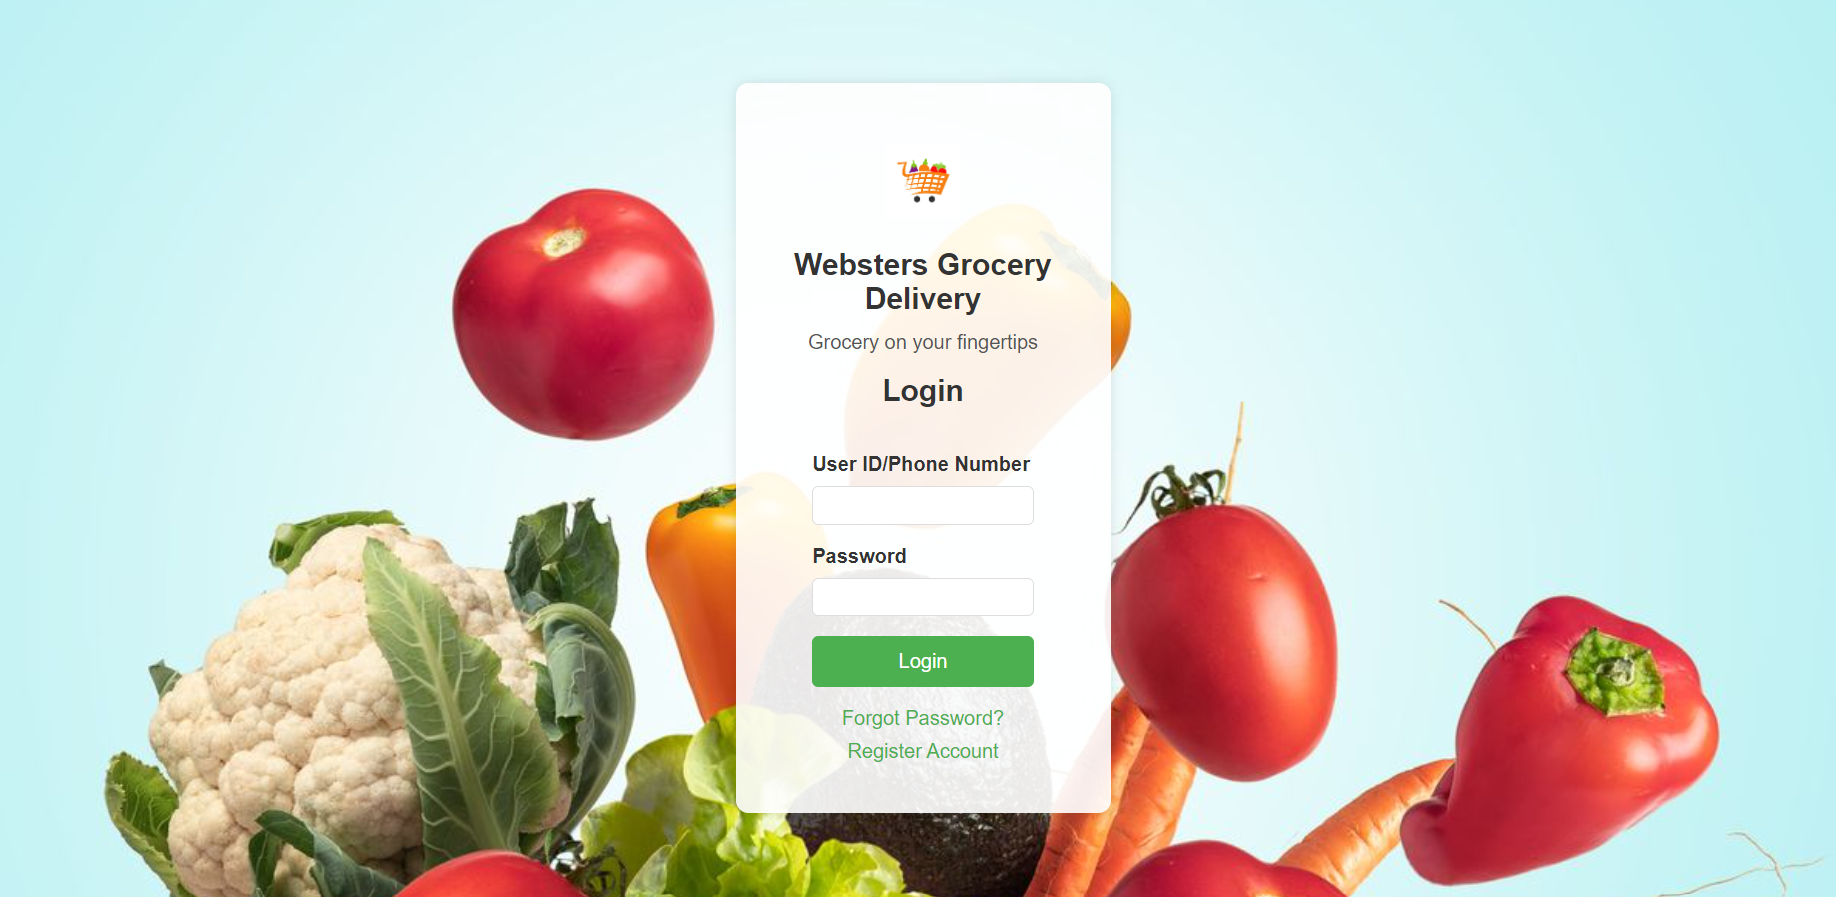 Websters Grocery
Delivery
Grocery on your fingertips
Login
User ID/Phone Number
Password
Login
Forgot Password?
Register Account